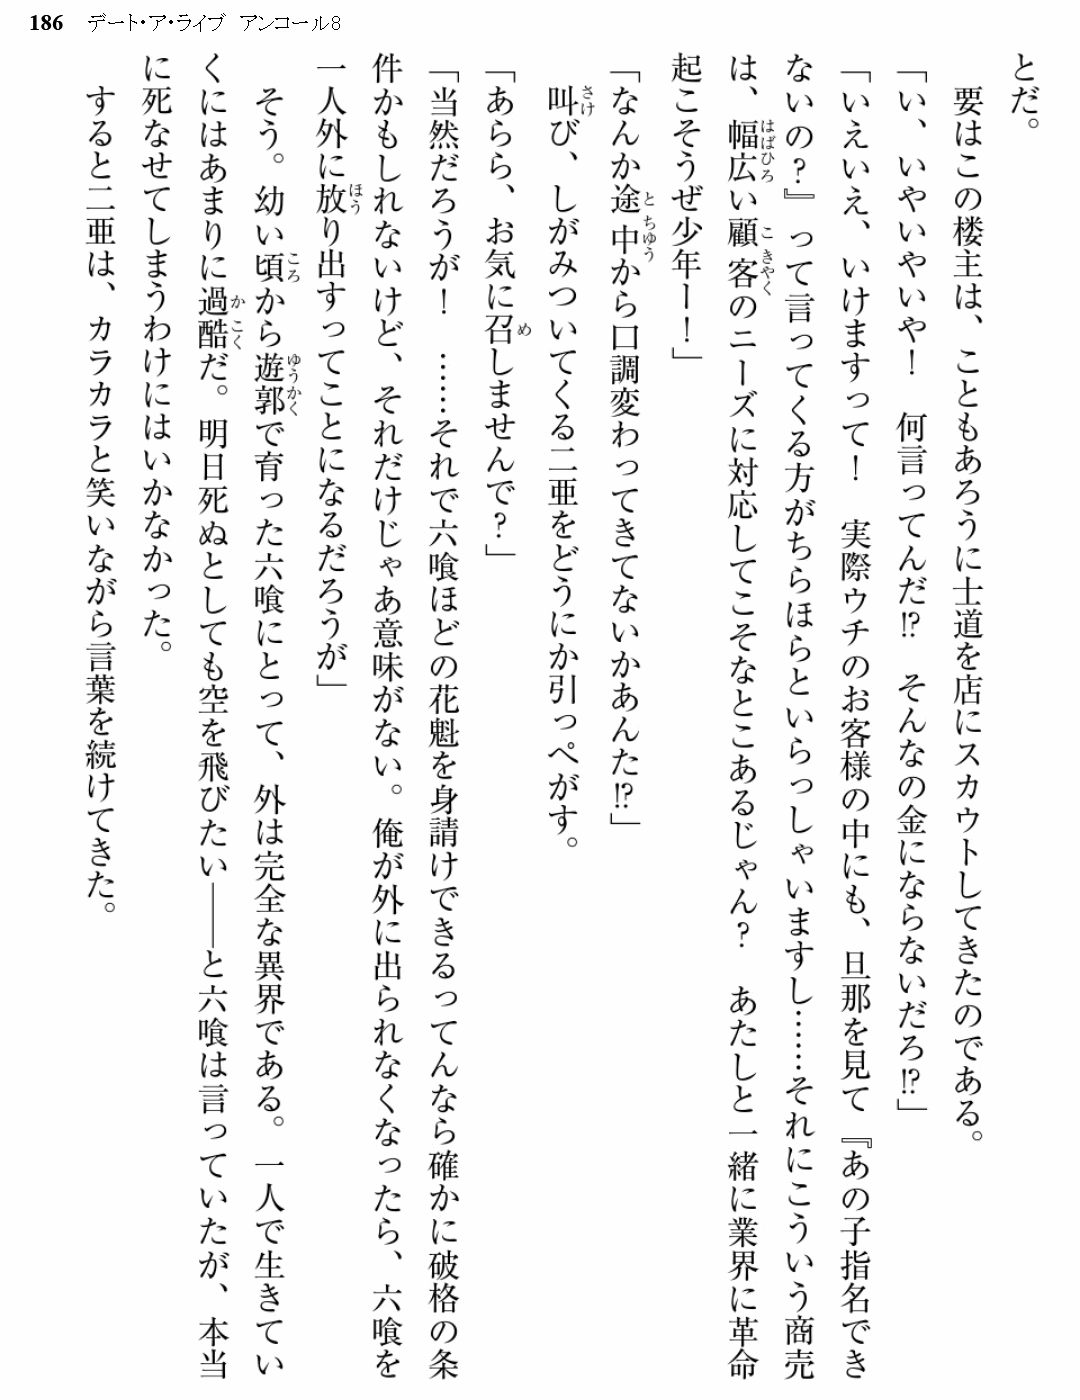 186 デート・ア・ライブ アンコール8
とだ。
　要はこの楼主は、こともあろうに士道を店にスカウトしてきたのである。
「い、いやいやいや！　何言ってんだ!?　そんなの金にならないだろ!?」
「いえいえ、いけますって！　実際ウチのお客様の中にも、旦那を見て『あの子指名でき
ないの？』って言ってくる方がちらほらといらっしゃいますし……それにこういう商売
は、幅広い顧客のニーズに対応してこそなとこあるじゃん？　あたしと一緒に業界に革命
起こそうぜ少年ー！」
「なんか途中から口調変わってきてないかあんた!?」
　叫び、しがみついてくる二亜をどうにか引っぺがす。
「あらら、お気に召しませんで？」
「当然だろうが！　……それで六喰ほどの花魁を身請けできるってんなら確かに破格の条
件かもしれないけど、それだけじゃあ意味がない。俺が外に出られなくなったら、六喰を
一人外に放り出すってことになるだろうが」
　そう。幼い頃から遊郭で育った六喰にとって、外は完全な異界である。一人で生きてい
くにはあまりに過酷だ。明日死ぬとしても空を飛びたい――と六喰は言っていたが、本当
に死なせてしまうわけにはいかなかった。
　すると二亜は、カラカラと笑いながら言葉を続けてきた。